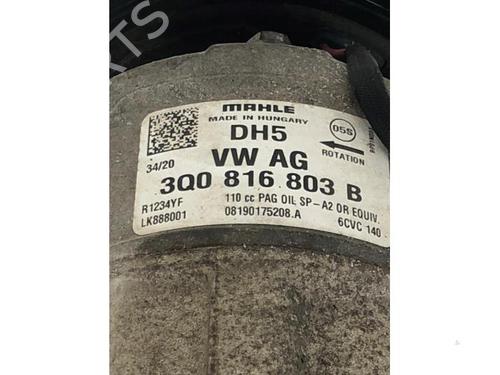 PARTS
MAHLE
MADE IN HUNGARY
DH5
05S
34/20
VW AG
ROTATION
3Q0 816 803 B
R1234YF
110 cc PAG OIL SP-A2 OR EQUIV.
LK888001
08190175208.A
6CVC 140